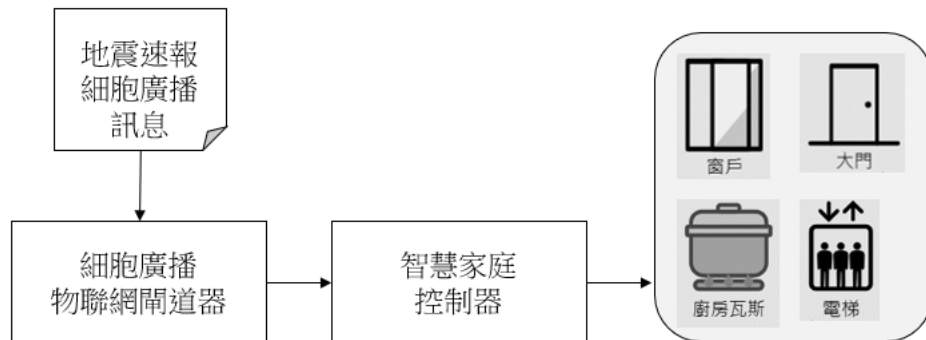 地震速報
細胞廣播
訊息
細胞廣播
物聯網閘道器
智慧家庭
控制器
窗戶
大門
廚房瓦斯
電梯